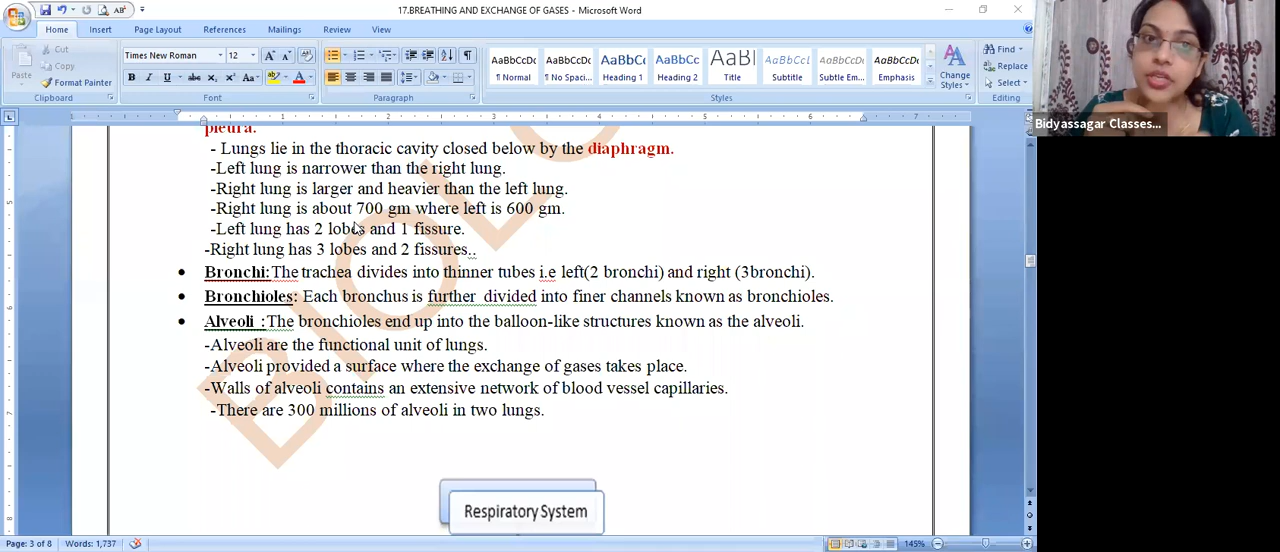 17.BREATHING AND EXCHANGE OF GASES - Microsoft Word
Home Insert Page Layout References Mailings Review View
Cut
Copy
Paste
Format Painter
Clipboard
Times New Roman 12
Font
Paragraph
AaBbCcDc AaBbCcDc AaBbC AaBbCc AaBl AaBbCcL AaBbCcDc AaBbCcDc
¶ Normal ¶ No Spaci... Heading 1 Heading 2 Title Subtitle Subtle Em... Emphasis
Change Styles
Styles
Find
Replace
Select
Editing
Bidyassagar Classes...
pleura.
- Lungs lie in the thoracic cavity closed below by the diaphragm.
-Left lung is narrower than the right lung.
-Right lung is larger and heavier than the left lung.
-Right lung is about 700 gm where left is 600 gm.
-Left lung has 2 lobes and 1 fissure.
-Right lung has 3 lobes and 2 fissures..
• Bronchi:The trachea divides into thinner tubes i.e left(2 bronchi) and right (3bronchi).
• Bronchioles: Each bronchus is further divided into finer channels known as bronchioles.
• Alveoli :The bronchioles end up into the balloon-like structures known as the alveoli.
-Alveoli are the functional unit of lungs.
-Alveoli provided a surface where the exchange of gases takes place.
-Walls of alveoli contains an extensive network of blood vessel capillaries.
-There are 300 millions of alveoli in two lungs.
BIOLO
Respiratory System
Page: 3 of 8 Words: 1,737 145%